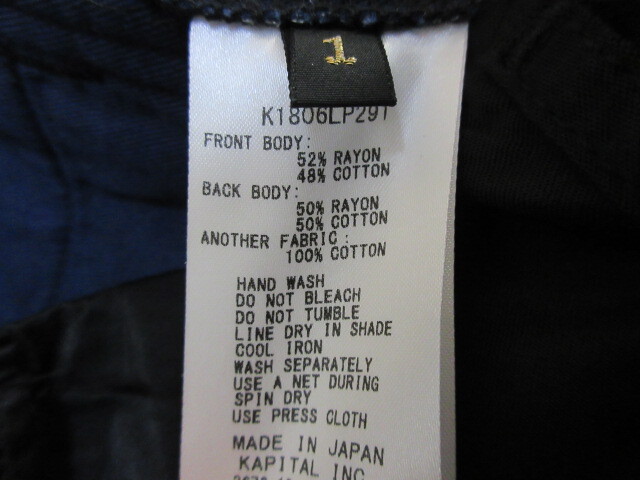 1
K1806LP291
FRONT BODY:
52% RAYON
48% COTTON
BACK BODY:
50% RAYON
50% COTTON
ANOTHER FABRIC:
100% COTTON
HAND WASH
DO NOT BLEACH
DO NOT TUMBLE
LINE DRY IN SHADE
COOL IRON
WASH SEPARATELY
USE A NET DURING
SPIN DRY
USE PRESS CLOTH
MADE IN JAPAN
KAPITAL INC